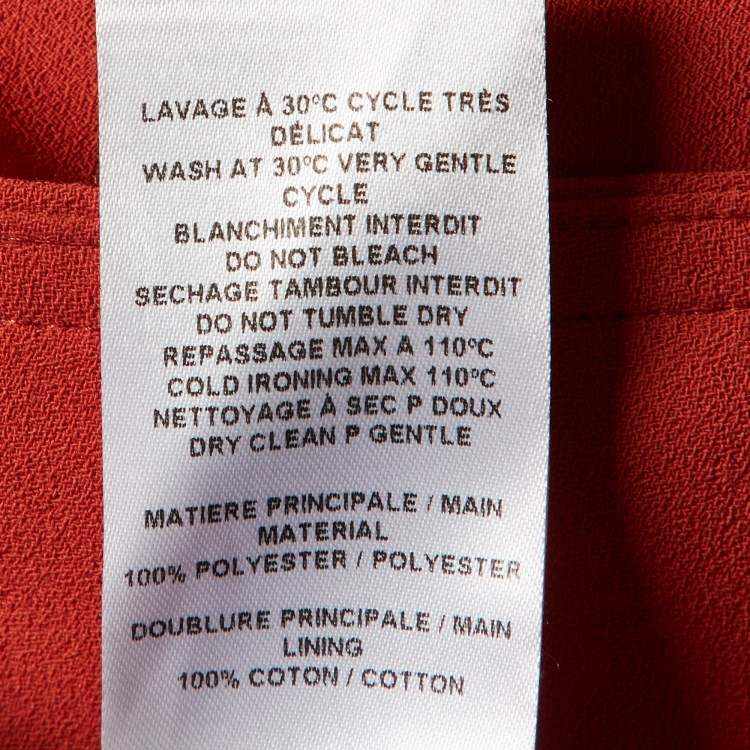 LAVAGE À 30°C CYCLE TRÈS
DÉLICAT
WASH AT 30°C VERY GENTLE
CYCLE
BLANCHIMENT INTERDIT
DO NOT BLEACH
SECHAGE TAMBOUR INTERDIT
DO NOT TUMBLE DRY
REPASSAGE MAX A 110°C
COLD IRONING MAX 110°C
NETTOYAGE À SEC P DOUX
DRY CLEAN P GENTLE
MATIERE PRINCIPALE / MAIN
MATERIAL
100% POLYESTER / POLYESTER
DOUBLURE PRINCIPALE / MAIN
LINING
100% COTON / COTTON